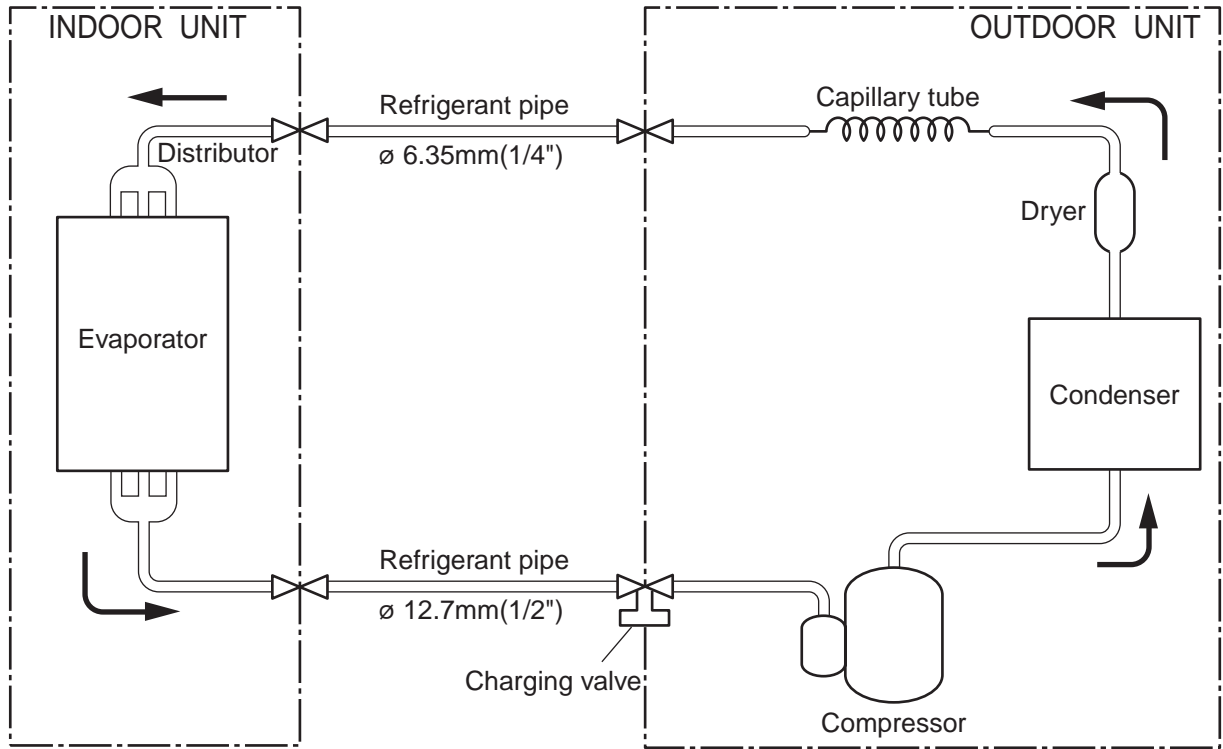 INDOOR UNIT
OUTDOOR UNIT
Refrigerant pipe
ø 6.35mm(1/4")
Capillary tube
Distributor
Dryer
Evaporator
Condenser
Refrigerant pipe
ø 12.7mm(1/2")
Charging valve
Compressor